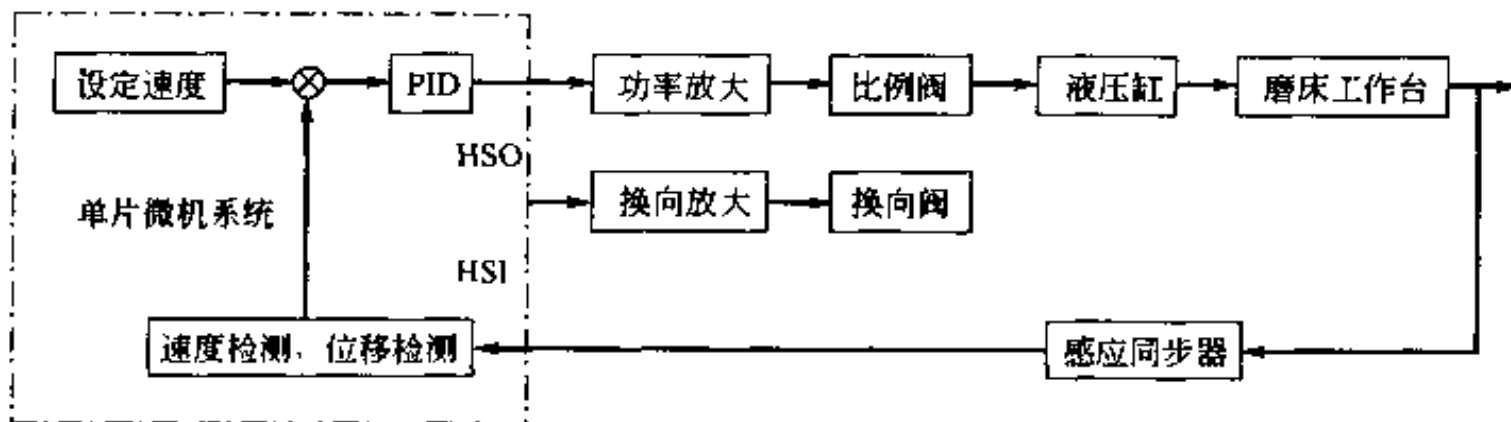 设定速度
PID
功率放大
比例阀
液压缸
磨床工作台
HSO
单片微机系统
换向放大
换向阀
HSI
速度检测、位移检测
感应同步器